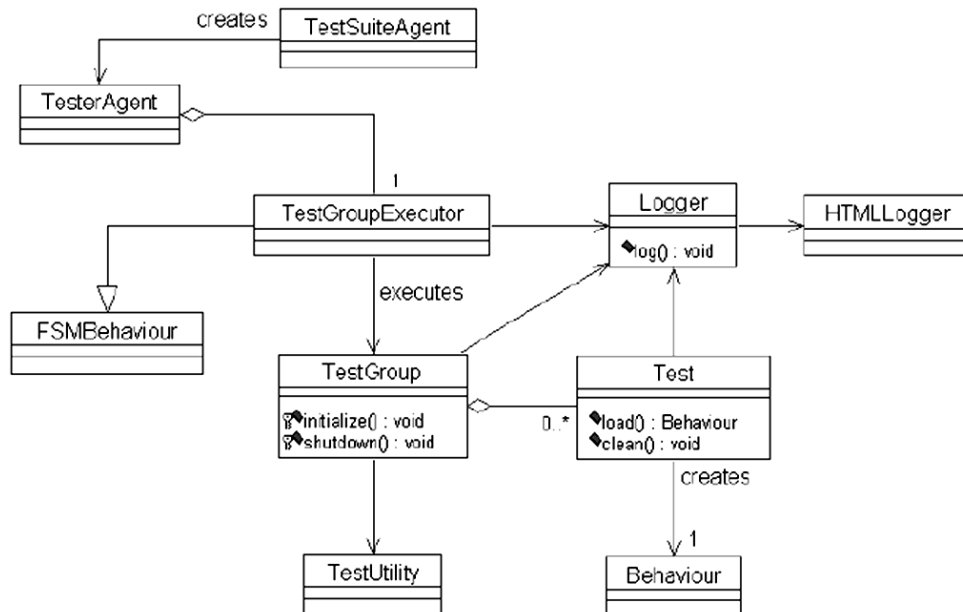 creates
TestSuiteAgent
TesterAgent
1
TestGroupExecutor
Logger
log() : void
HTMLLogger
executes
FSMBehaviour
TestGroup
initialize() : void
shutdown() : void
0..*
Test
load() : Behaviour
clean() : void
creates
1
TestUtility
Behaviour